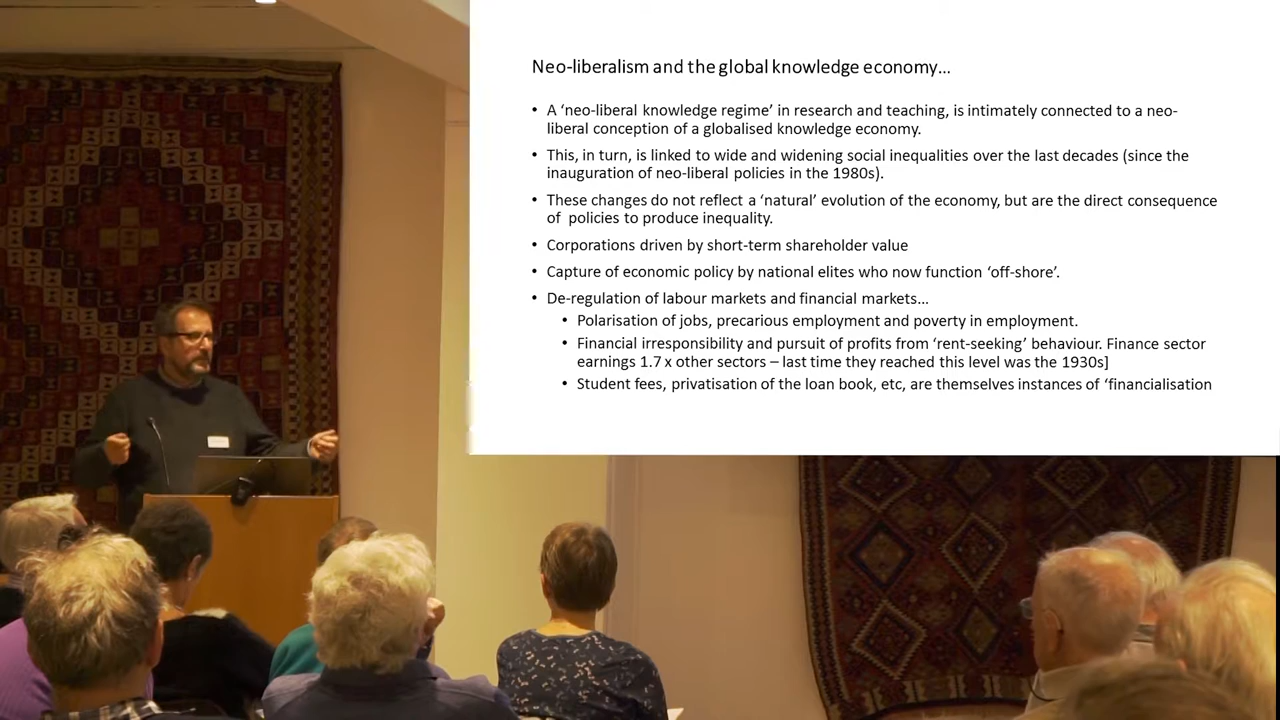 Neo-liberalism and the global knowledge economy…
• A ‘neo-liberal knowledge regime’ in research and teaching, is intimately connected to a neo-
liberal conception of a globalised knowledge economy.
• This, in turn, is linked to wide and widening social inequalities over the last decades (since the
inauguration of neo-liberal policies in the 1980s).
• These changes do not reflect a ‘natural’ evolution of the economy, but are the direct consequence
of policies to produce inequality.
• Corporations driven by short-term shareholder value
• Capture of economic policy by national elites who now function ‘off-shore’.
• De-regulation of labour markets and financial markets…
• Polarisation of jobs, precarious employment and poverty in employment.
• Financial irresponsibility and pursuit of profits from ‘rent-seeking’ behaviour. Finance sector
earnings 1.7 x other sectors – last time they reached this level was the 1930s]
• Student fees, privatisation of the loan book, etc, are themselves instances of ‘financialisation